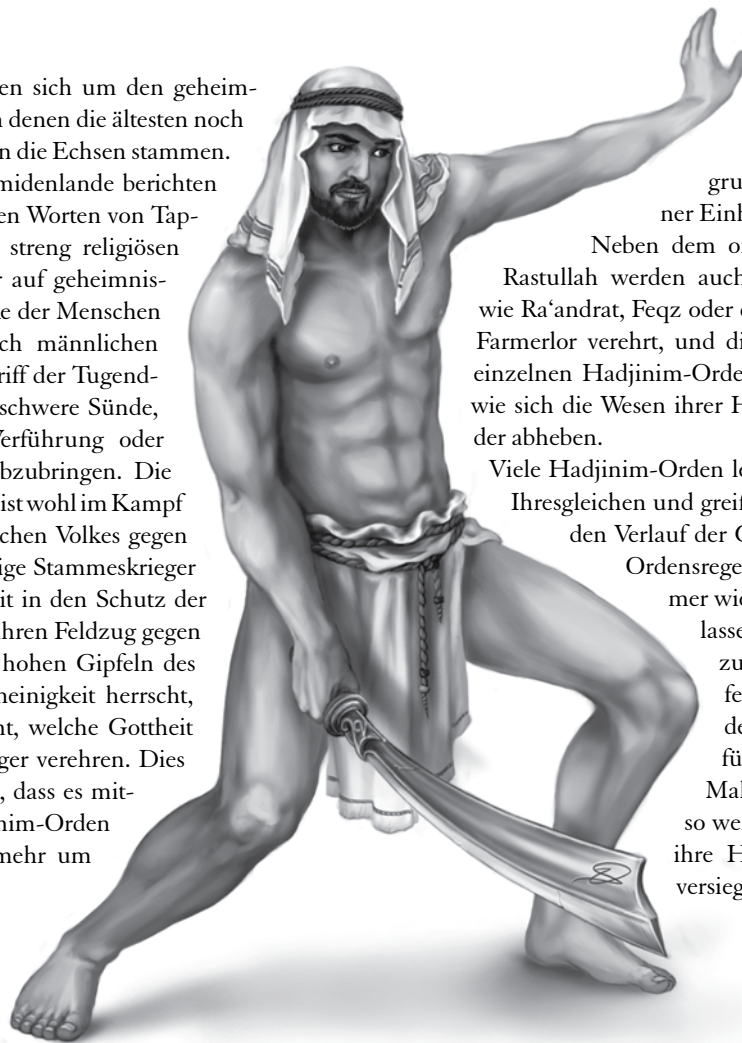 en sich um den geheim-
n denen die ältesten noch
n die Echsen stammen.
midenlande berichten
en Worten von Tap-
streng religiösen
r auf geheimnis-
e der Menschen
ch männlichen
riff der Tugend-
schwere Sünde,
Verführung oder
bzubringen. Die
ist wohl im Kampf
chen Volkes gegen
ige Stammeskrieger
it in den Schutz der
ihren Feldzug gegen
hohen Gipfeln des
neinigkeit herrscht,
nt, welche Gottheit
ger verehren. Dies
, dass es mit-
nim-Orden
mehr um
gru
ner Einh
Neben dem o
Rastullah werden auch
wie Ra‘andrat, Feqz oder
Farmerlor verehrt, und di
einzelnen Hadjinim-Orde
wie sich die Wesen ihrer H
der abheben.
Viele Hadjinim-Orden le
Ihresgleichen und greif
den Verlauf der
Ordensrege
mer wie
lasse
zu
fe
de
fü
Mal
so we
ihre H
versieg